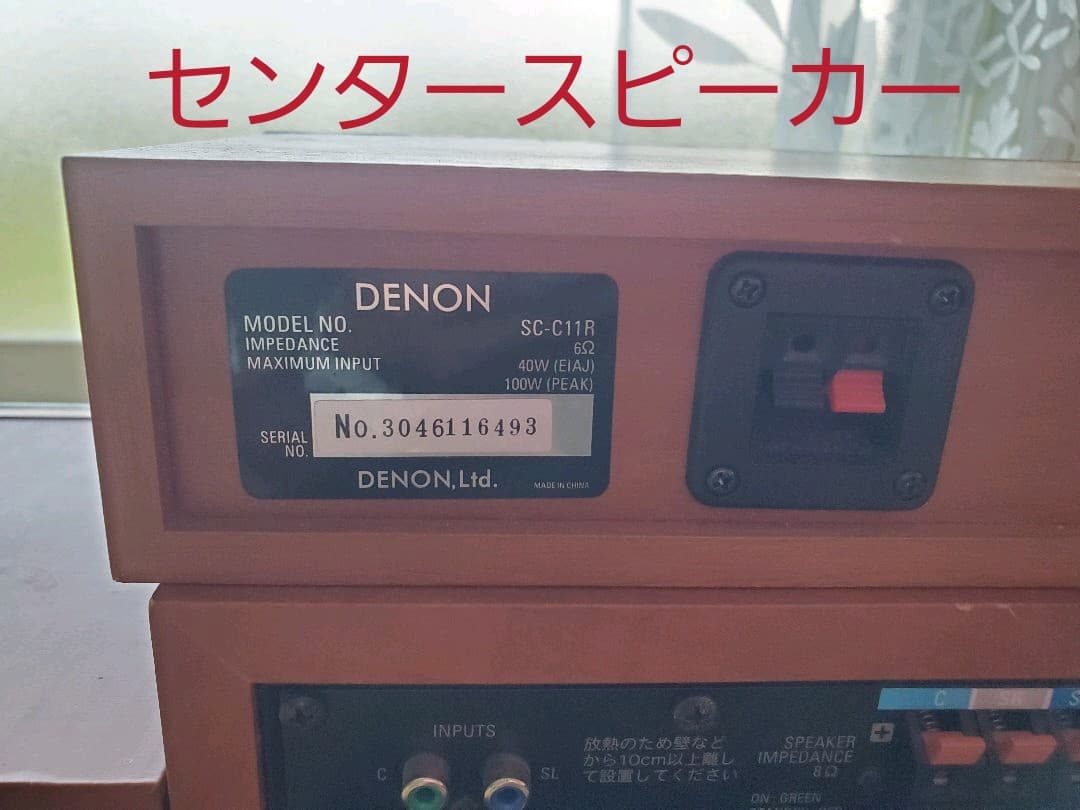 センタースピーカー
DENON
MODEL NO. SC-C11R
IMPEDANCE 6Ω
MAXIMUM INPUT 40W (EIAJ)
100W (PEAK)
SERIAL NO. No.3046116493
DENON, Ltd. MADE IN CHINA
INPUTS
C SL
放熱のため壁など
から10cm以上離し
て設置してください
SPEAKER
IMPEDANCE
8Ω
C
+
ON - GREEN